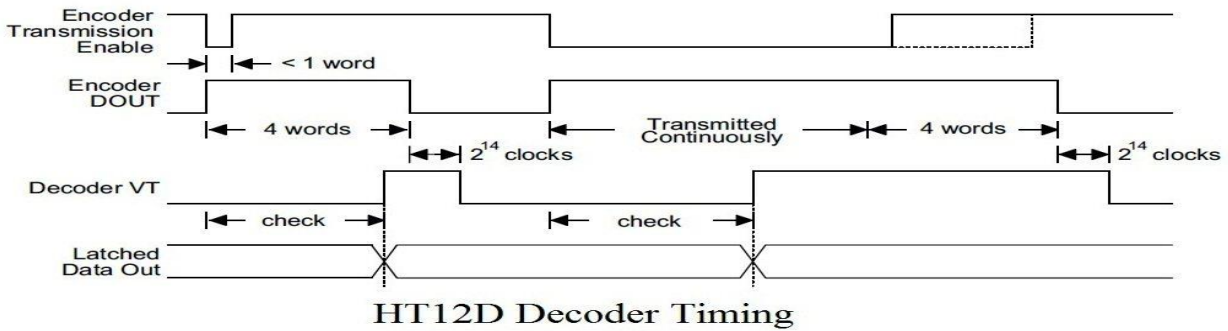 Encoder
Transmission
Enable
< 1 word
Encoder
DOUT
4 words
Transmitted
Continuously
4 words
2^14 clocks
2^14 clocks
Decoder VT
check
check
Latched
Data Out
HT12D Decoder Timing